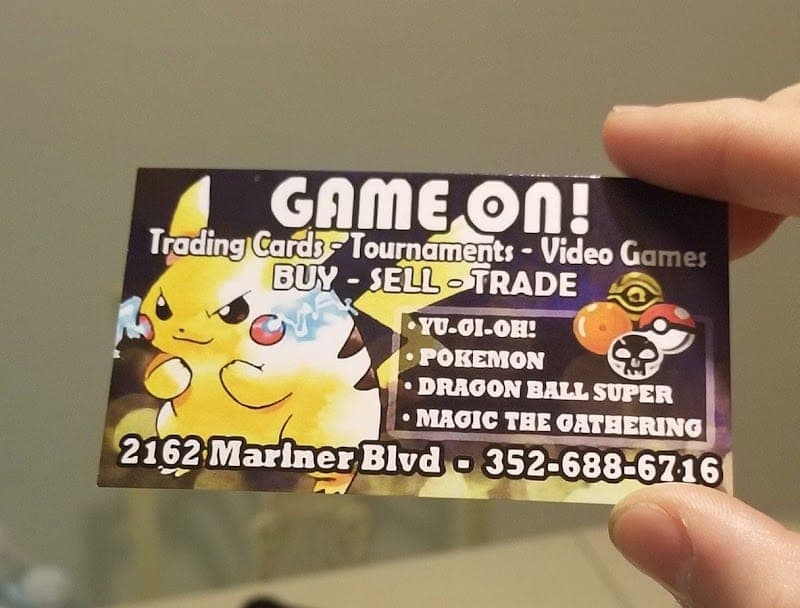 GAME ON!
Trading Cards - Tournaments - Video Games
BUY - SELL - TRADE
• YU-GI-OH!
• POKEMON
• DRAGON BALL SUPER
• MAGIC THE GATHERING
2162 Mariner Blvd - 352-688-6716